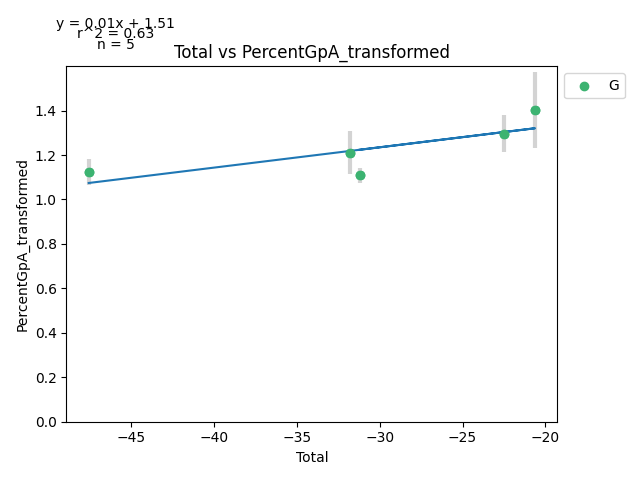 y = 0.01x + 1.51
r^2 = 0.63
n = 5
Total vs PercentGpA_transformed
G
PercentGpA_transformed
1.4
1.2
1.0
0.8
0.6
0.4
0.2
0.0
−45 −40 −35 −30 −25 −20
Total